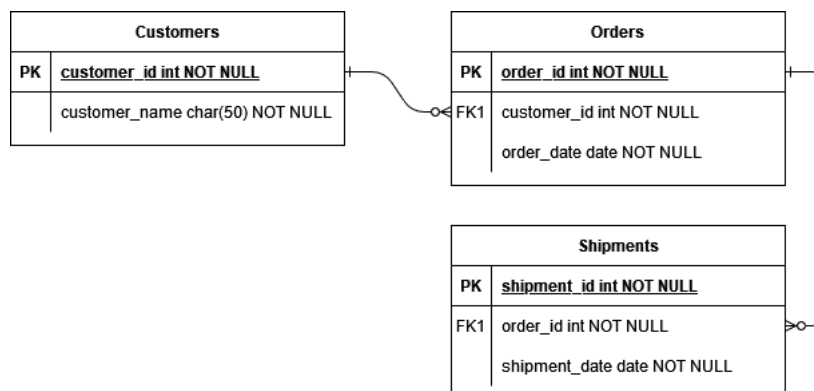 Customers
PK customer_id int NOT NULL
customer_name char(50) NOT NULL
Orders
PK order_id int NOT NULL
FK1 customer_id int NOT NULL
order_date date NOT NULL
Shipments
PK shipment_id int NOT NULL
FK1 order_id int NOT NULL
shipment_date date NOT NULL